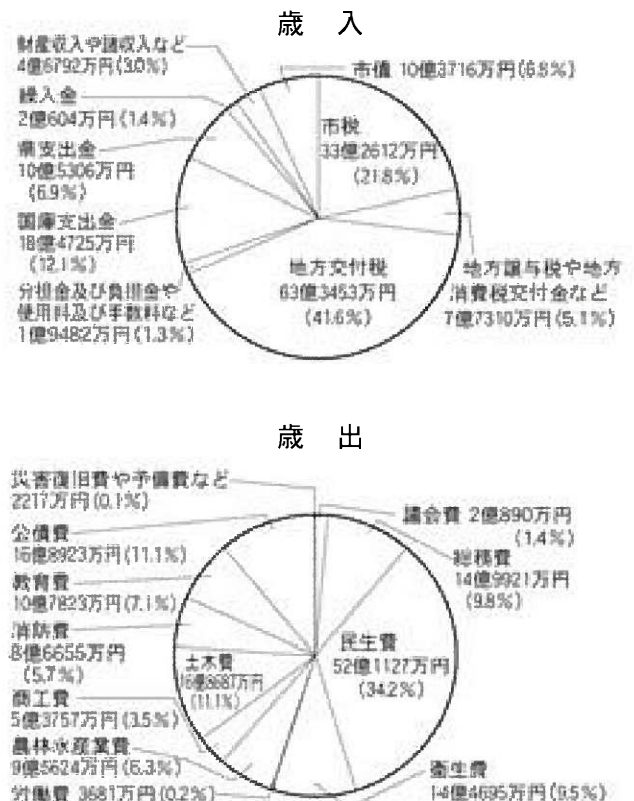 歳 入
財産収入や諸収入など
4億6792万円(3.0%)
繰入金
2億604万円(1.4%)
県支出金
10億5306万円
(6.9%)
国庫支出金
18億4725万円
(12.1%)
分担金及び負担金や
使用料及び手数料など
1億9482万円(1.3%)
市債 10億3716万円(6.8%)
市税
33億2612万円
(21.8%)
地方交付税
63億3453万円
(41.6%)
地方譲与税や地方
消費税交付金など
7億7310万円(5.1%)
歳 出
災害復旧費や予備費など
2217万円(0.1%)
公債費
16億8923万円(11.1%)
教育費
10億7823万円(7.1%)
消防費
8億6655万円
(5.7%)
土木費
16億8687万円
(11.1%)
商工費
5億3757万円(3.5%)
農林水産業費
9億5624万円(6.3%)
労働費 3681万円(0.2%)
議会費 2億890万円
(1.4%)
総務費
14億9921万円
(9.8%)
民生費
52億1127万円
(34.2%)
衛生費
14億4695万円(9.5%)